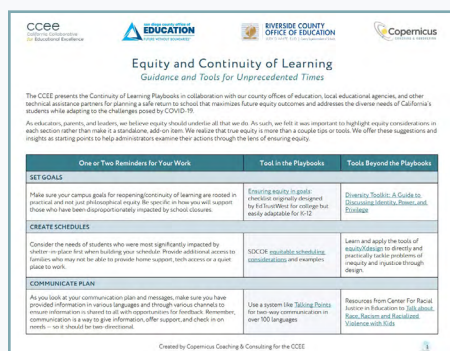 ccee
California Collaborative
for Educational Excellence
san diego county office of
EDUCATION
FUTURE WITHOUT BOUNDARIES
RIVERSIDE COUNTY
OFFICE OF EDUCATION
Copernicus
Equity and Continuity of Learning
Guidance and Tools for Unprecedented Times
The CCEE presents the Continuity of Learning Playbooks in collaboration with our county offices of education, local educational agencies, and other
technical assistance partners for planning a safe return to school that maximizes future equity outcomes and addresses the diverse needs of California's
students while adapting to the challenges posed by COVID-19.
As educators, parents, and leaders, we believe equity should underlie all that we do. As such, we felt it was important to highlight equity considerations in
each section rather than make it a standalone, add-on item. We realize that true equity is more than a couple tips or tools. We offer these suggestions and
insights as starting points to help administrators examine their actions through the lens of ensuring equity.
One or Two Reminders for Your Work
Tool in the Playbooks
Tools Beyond the Playbooks
SET GOALS
Make sure your campus goals for reopening/continuity of learning are rooted in
practical and not just philosophical equity. Be specific in how you will support
those who have been disproportionately impacted by school closures.
Ensuring equity in goals:
checklist originally designed
by EdTrustWest for college but
easily adaptable for K-12
Diversity Toolkit: A Guide to
Discussing Identity, Power, and
Privilege
CREATE SCHEDULES
Consider the needs of students who were most significantly impacted by
shelter-in-place first when building your schedule. Provide additional access to
families who may not be able to provide home support, tech access or a quiet
place to work.
SDCOE equitable scheduling
considerations and examples
Learn and apply the tools of
equityXdesign to directly and
practically tackle problems of
inequity and injustice through
design.
COMMUNICATE PLAN
As you look at your communication plan and messages, make sure you have
provided information in various languages and through various channels to
ensure information is shared to all with opportunities for feedback. Remember,
communication is a way to give information, offer support, and check in on
needs — so it should be two-directional.
Use a system like Talking Points
for two-way communication in
over 100 languages
Resources from Center For Racial
Justice in Education to Talk about
Race, Racism and Racialized
Violence with Kids
Created by Copernicus Coaching & Consulting for the CCEE